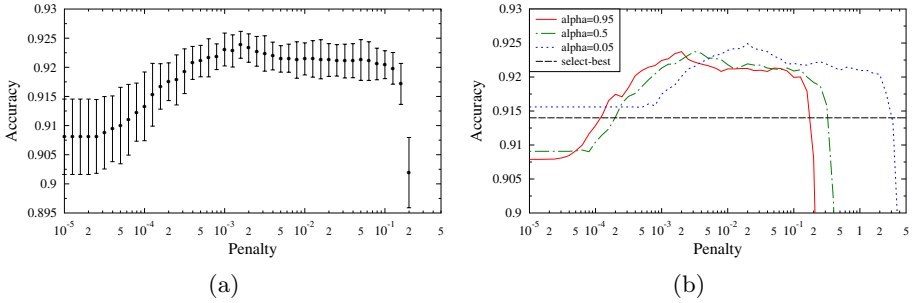 0.93
0.925
0.92
0.915
0.91
0.905
0.9
0.895
Accuracy
10-5 2 5 10-4 2 5 10-3 2 5 10-2 2 5 10-1 2 5
Penalty
(a)
0.93
0.925
0.92
0.915
0.91
0.905
0.9
Accuracy
alpha=0.95
alpha=0.5
alpha=0.05
select-best
10-5 2 5 10-4 2 5 10-3 2 5 10-2 2 5 10-1 2 5 1 2 5
Penalty
(b)